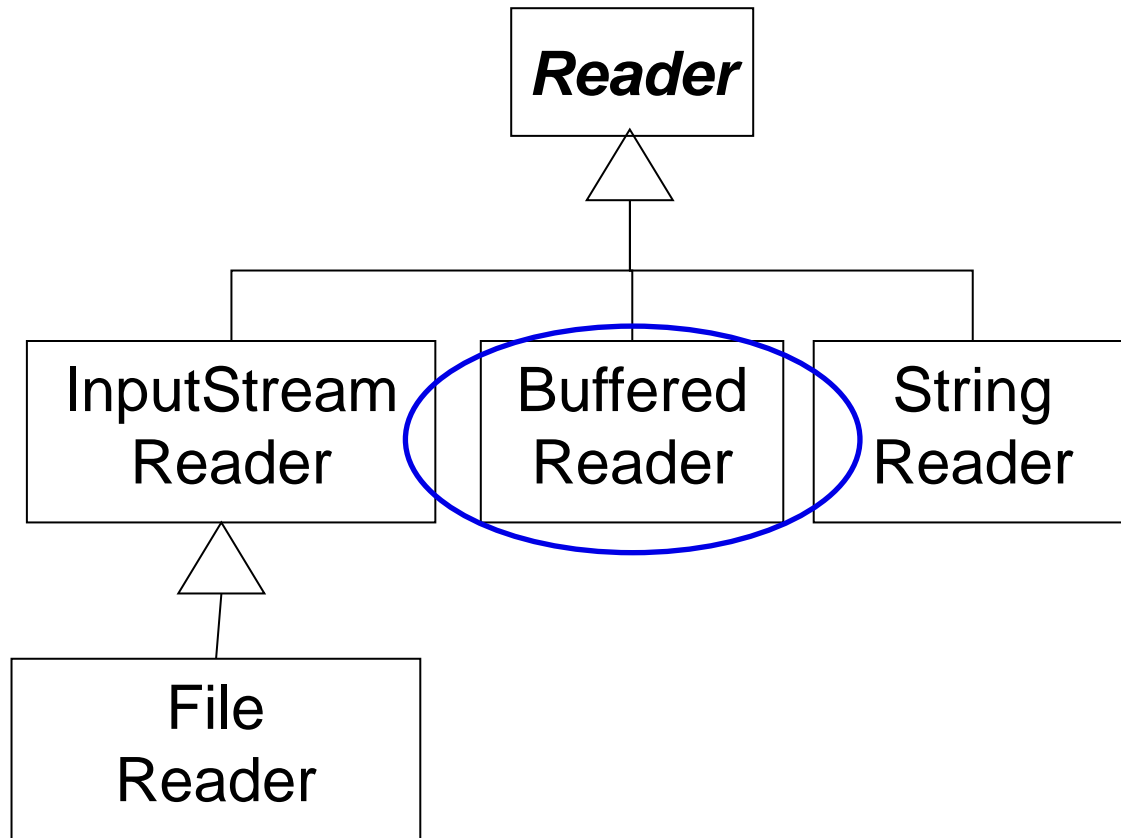 Reader
InputStream
Reader
Buffered
Reader
String
Reader
File
Reader